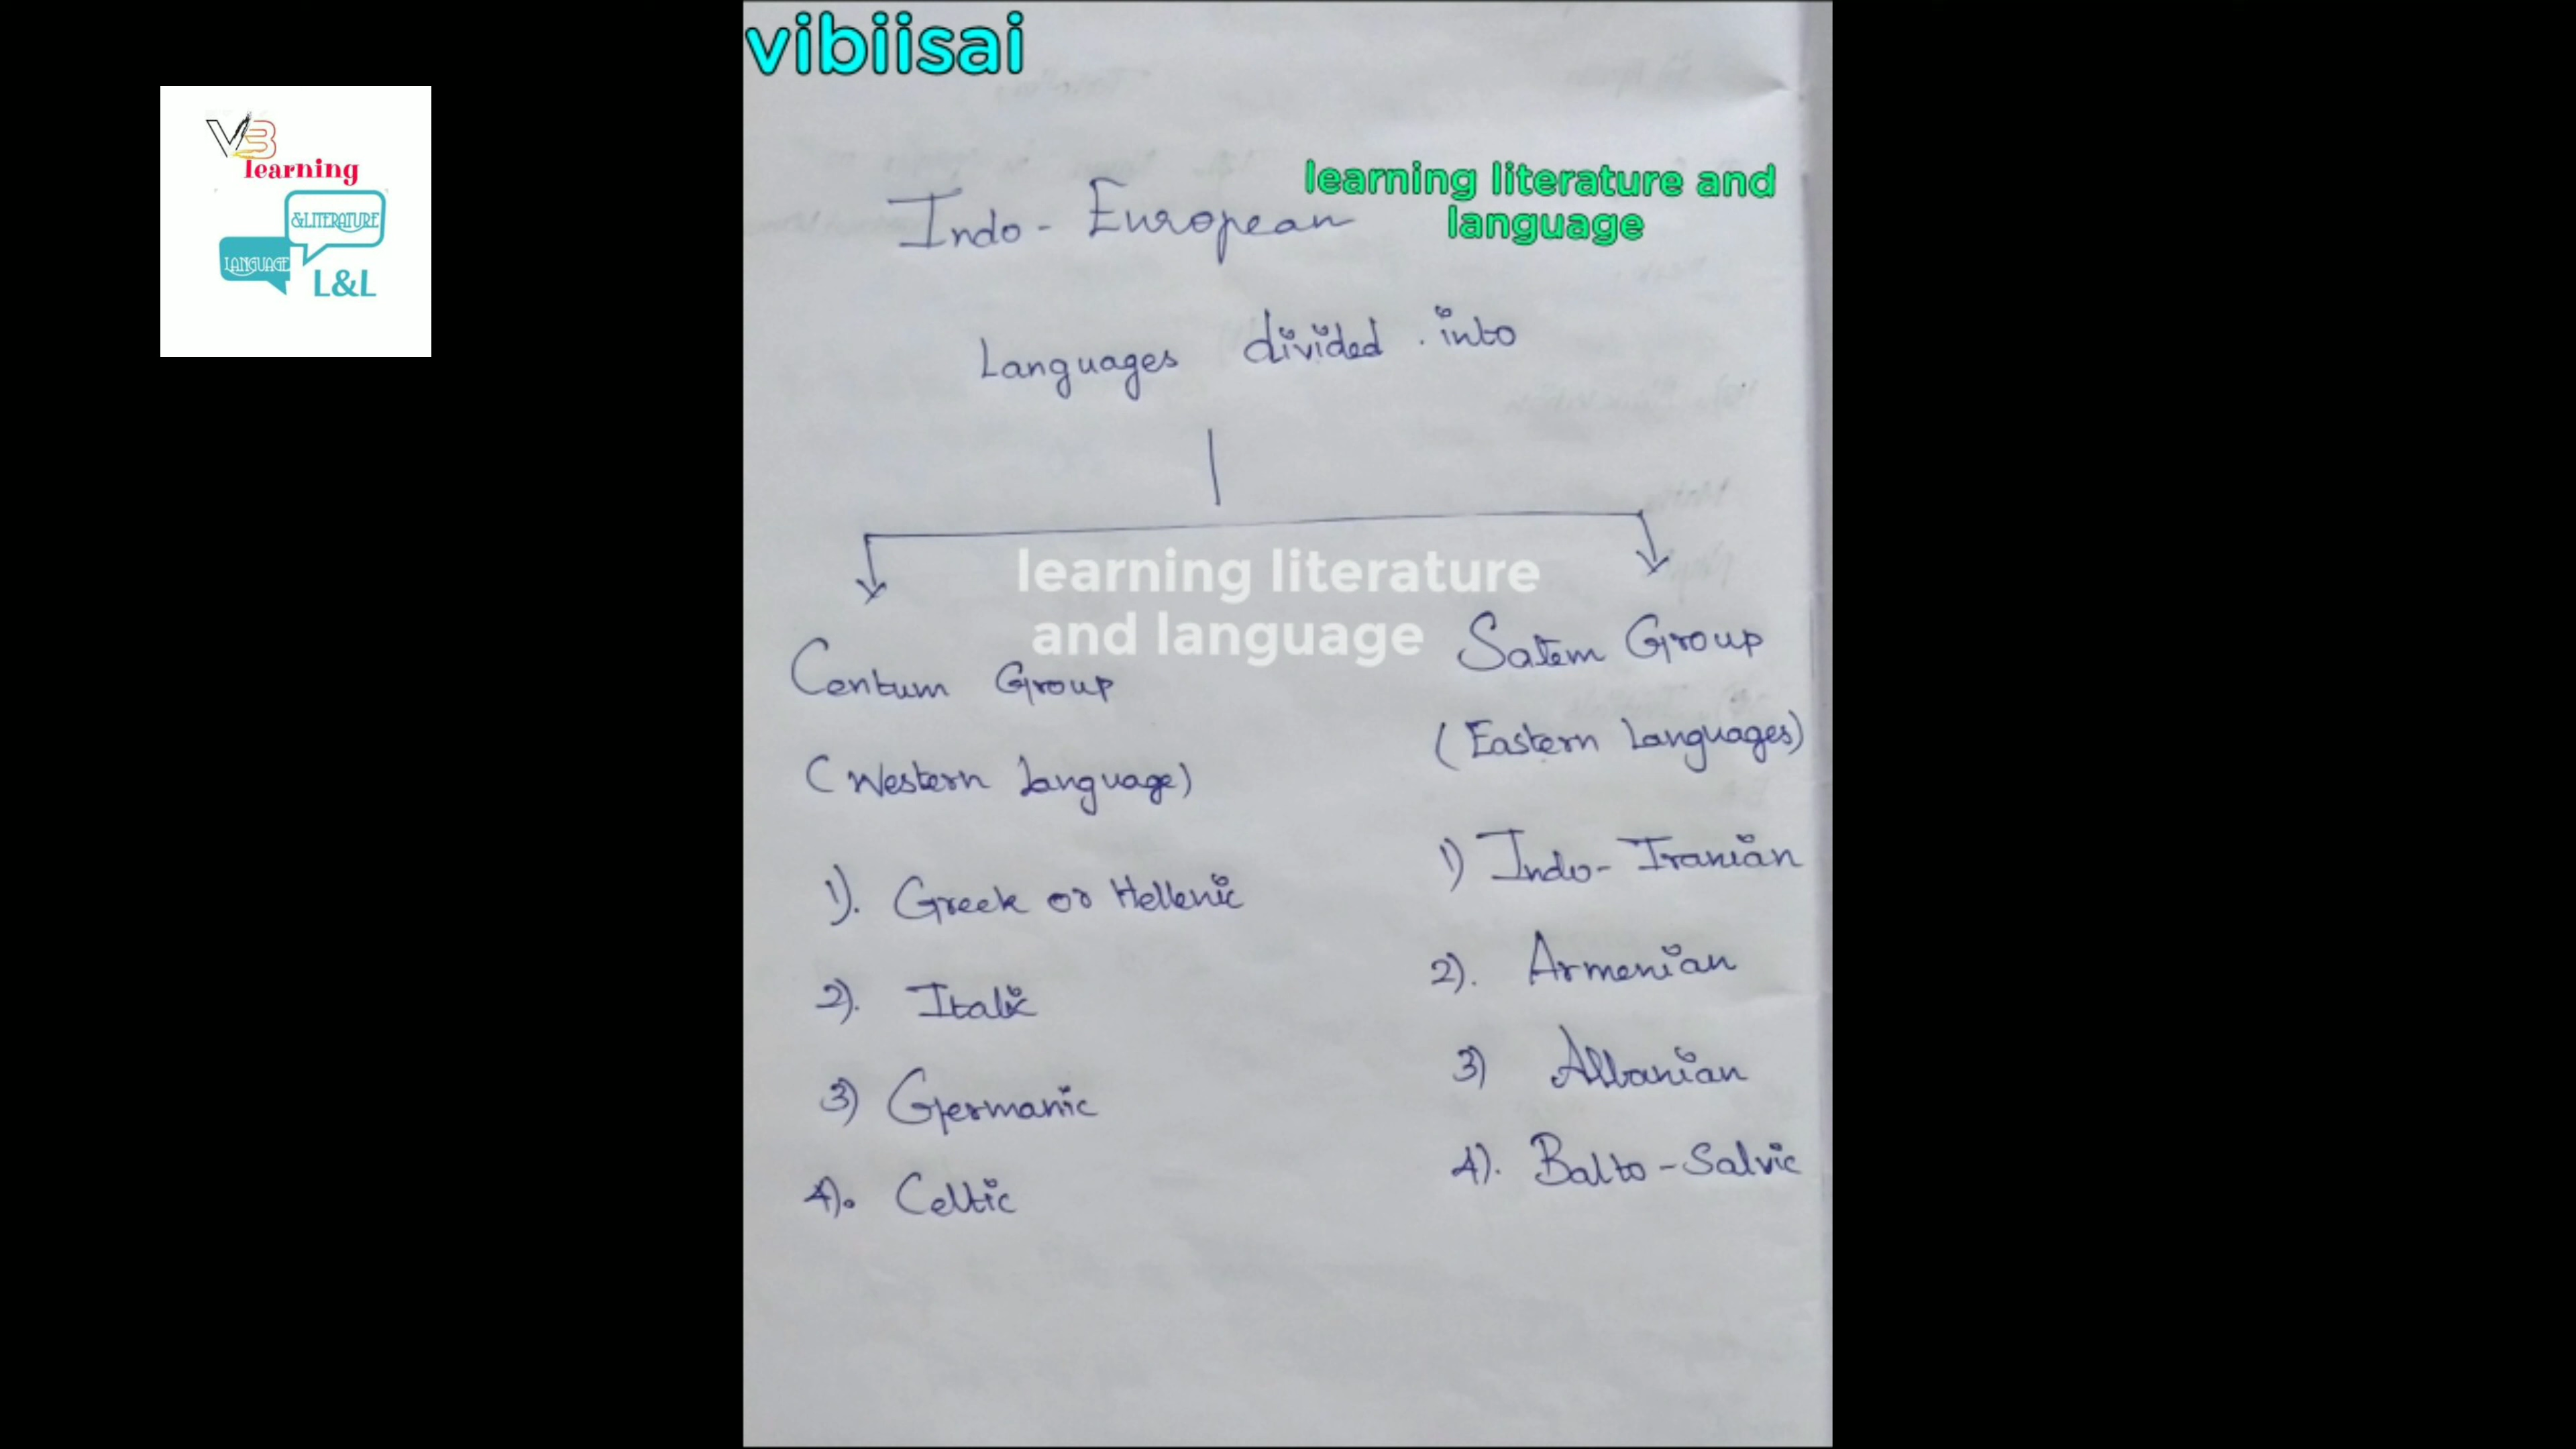 vibiisai
VB
learning
&LITERATURE
LANGUAGE
L&L
learning literature and
language
Indo - European
Languages divided . into
learning literature
and language
Centum Group
(Western Language)
1). Greek or Hellenic
2). Italic
3) Germanic
4). Celtic
Satem Group
(Eastern Languages)
1) Indo - Iranian
2). Armenian
3) Albanian
4). Balto - Salvic